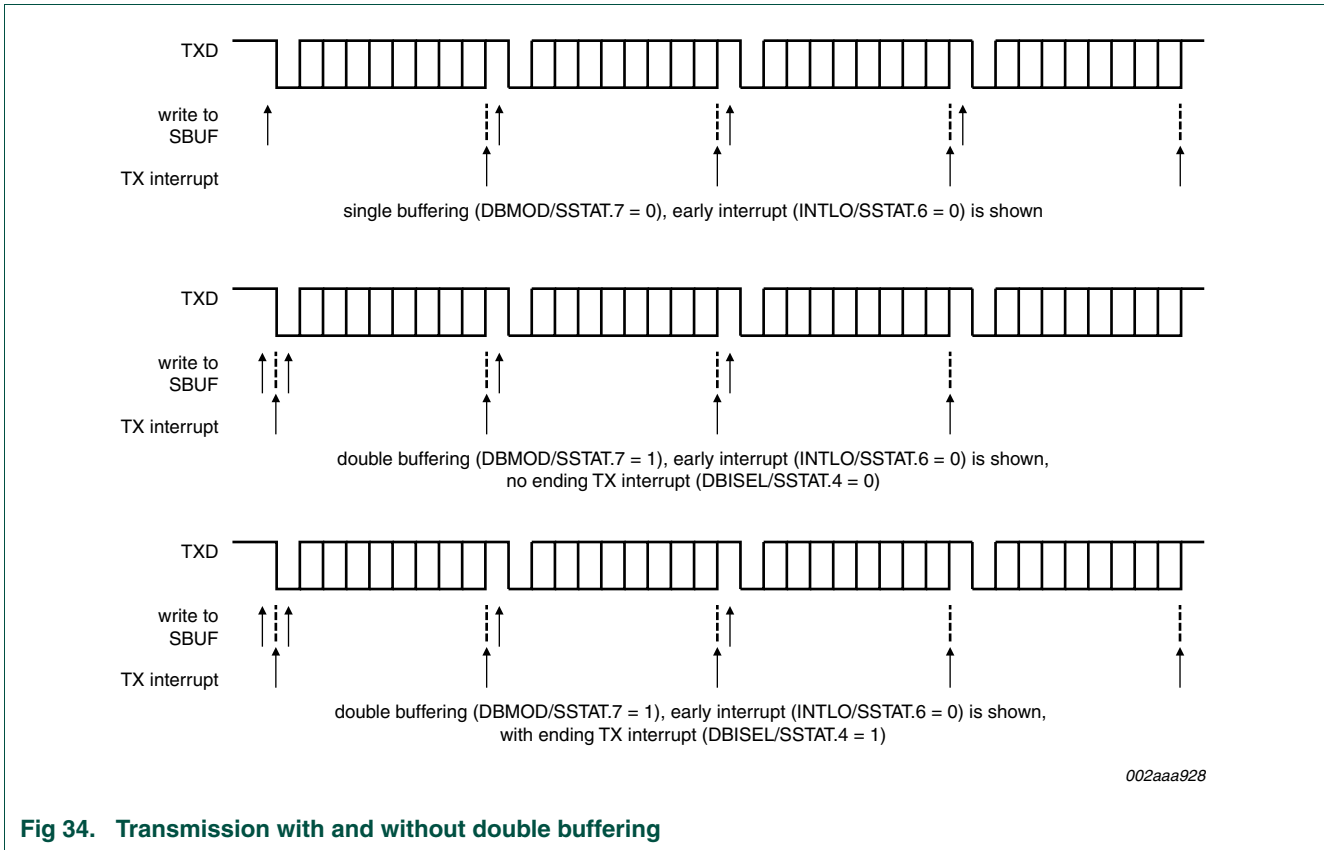 TXD
write to
SBUF
TX interrupt
single buffering (DBMOD/SSTAT.7 = 0), early interrupt (INTLO/SSTAT.6 = 0) is shown
TXD
write to
SBUF
TX interrupt
double buffering (DBMOD/SSTAT.7 = 1), early interrupt (INTLO/SSTAT.6 = 0) is shown,
no ending TX interrupt (DBISEL/SSTAT.4 = 0)
TXD
write to
SBUF
TX interrupt
double buffering (DBMOD/SSTAT.7 = 1), early interrupt (INTLO/SSTAT.6 = 0) is shown,
with ending TX interrupt (DBISEL/SSTAT.4 = 1)
002aaa928
Fig 34. Transmission with and without double buffering